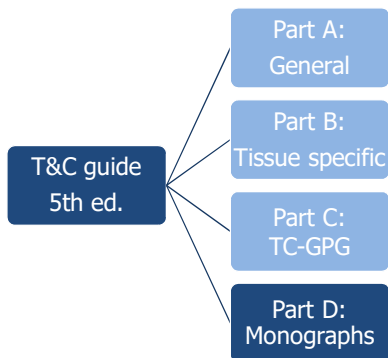 T&C guide
5th ed.
Part A:
General
Part B:
Tissue specific
Part C:
TC-GPG
Part D:
Monographs